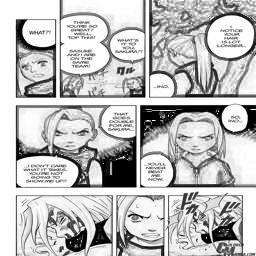 WHAT?!
THINK
YOU'RE SO
GREAT?
WELL,
TOP THIS!
SASUKE
AND I ARE
ON THE
SAME
TEAM!
WHAT'S IT
TO YOU,
SAKURA?
I
NOTICE
YOUR
HAIR
IS LOT
LONGER...
...INO.
THAT
GOES
DOUBLE
FOR ME,
SAKURA...
...I DON'T CARE
WHAT IT TAKES,
YOU'RE NOT
GOING TO
SHOW ME UP!!
SO,
INO...
...YOU'LL
NEVER
BEAT ME
NOW.